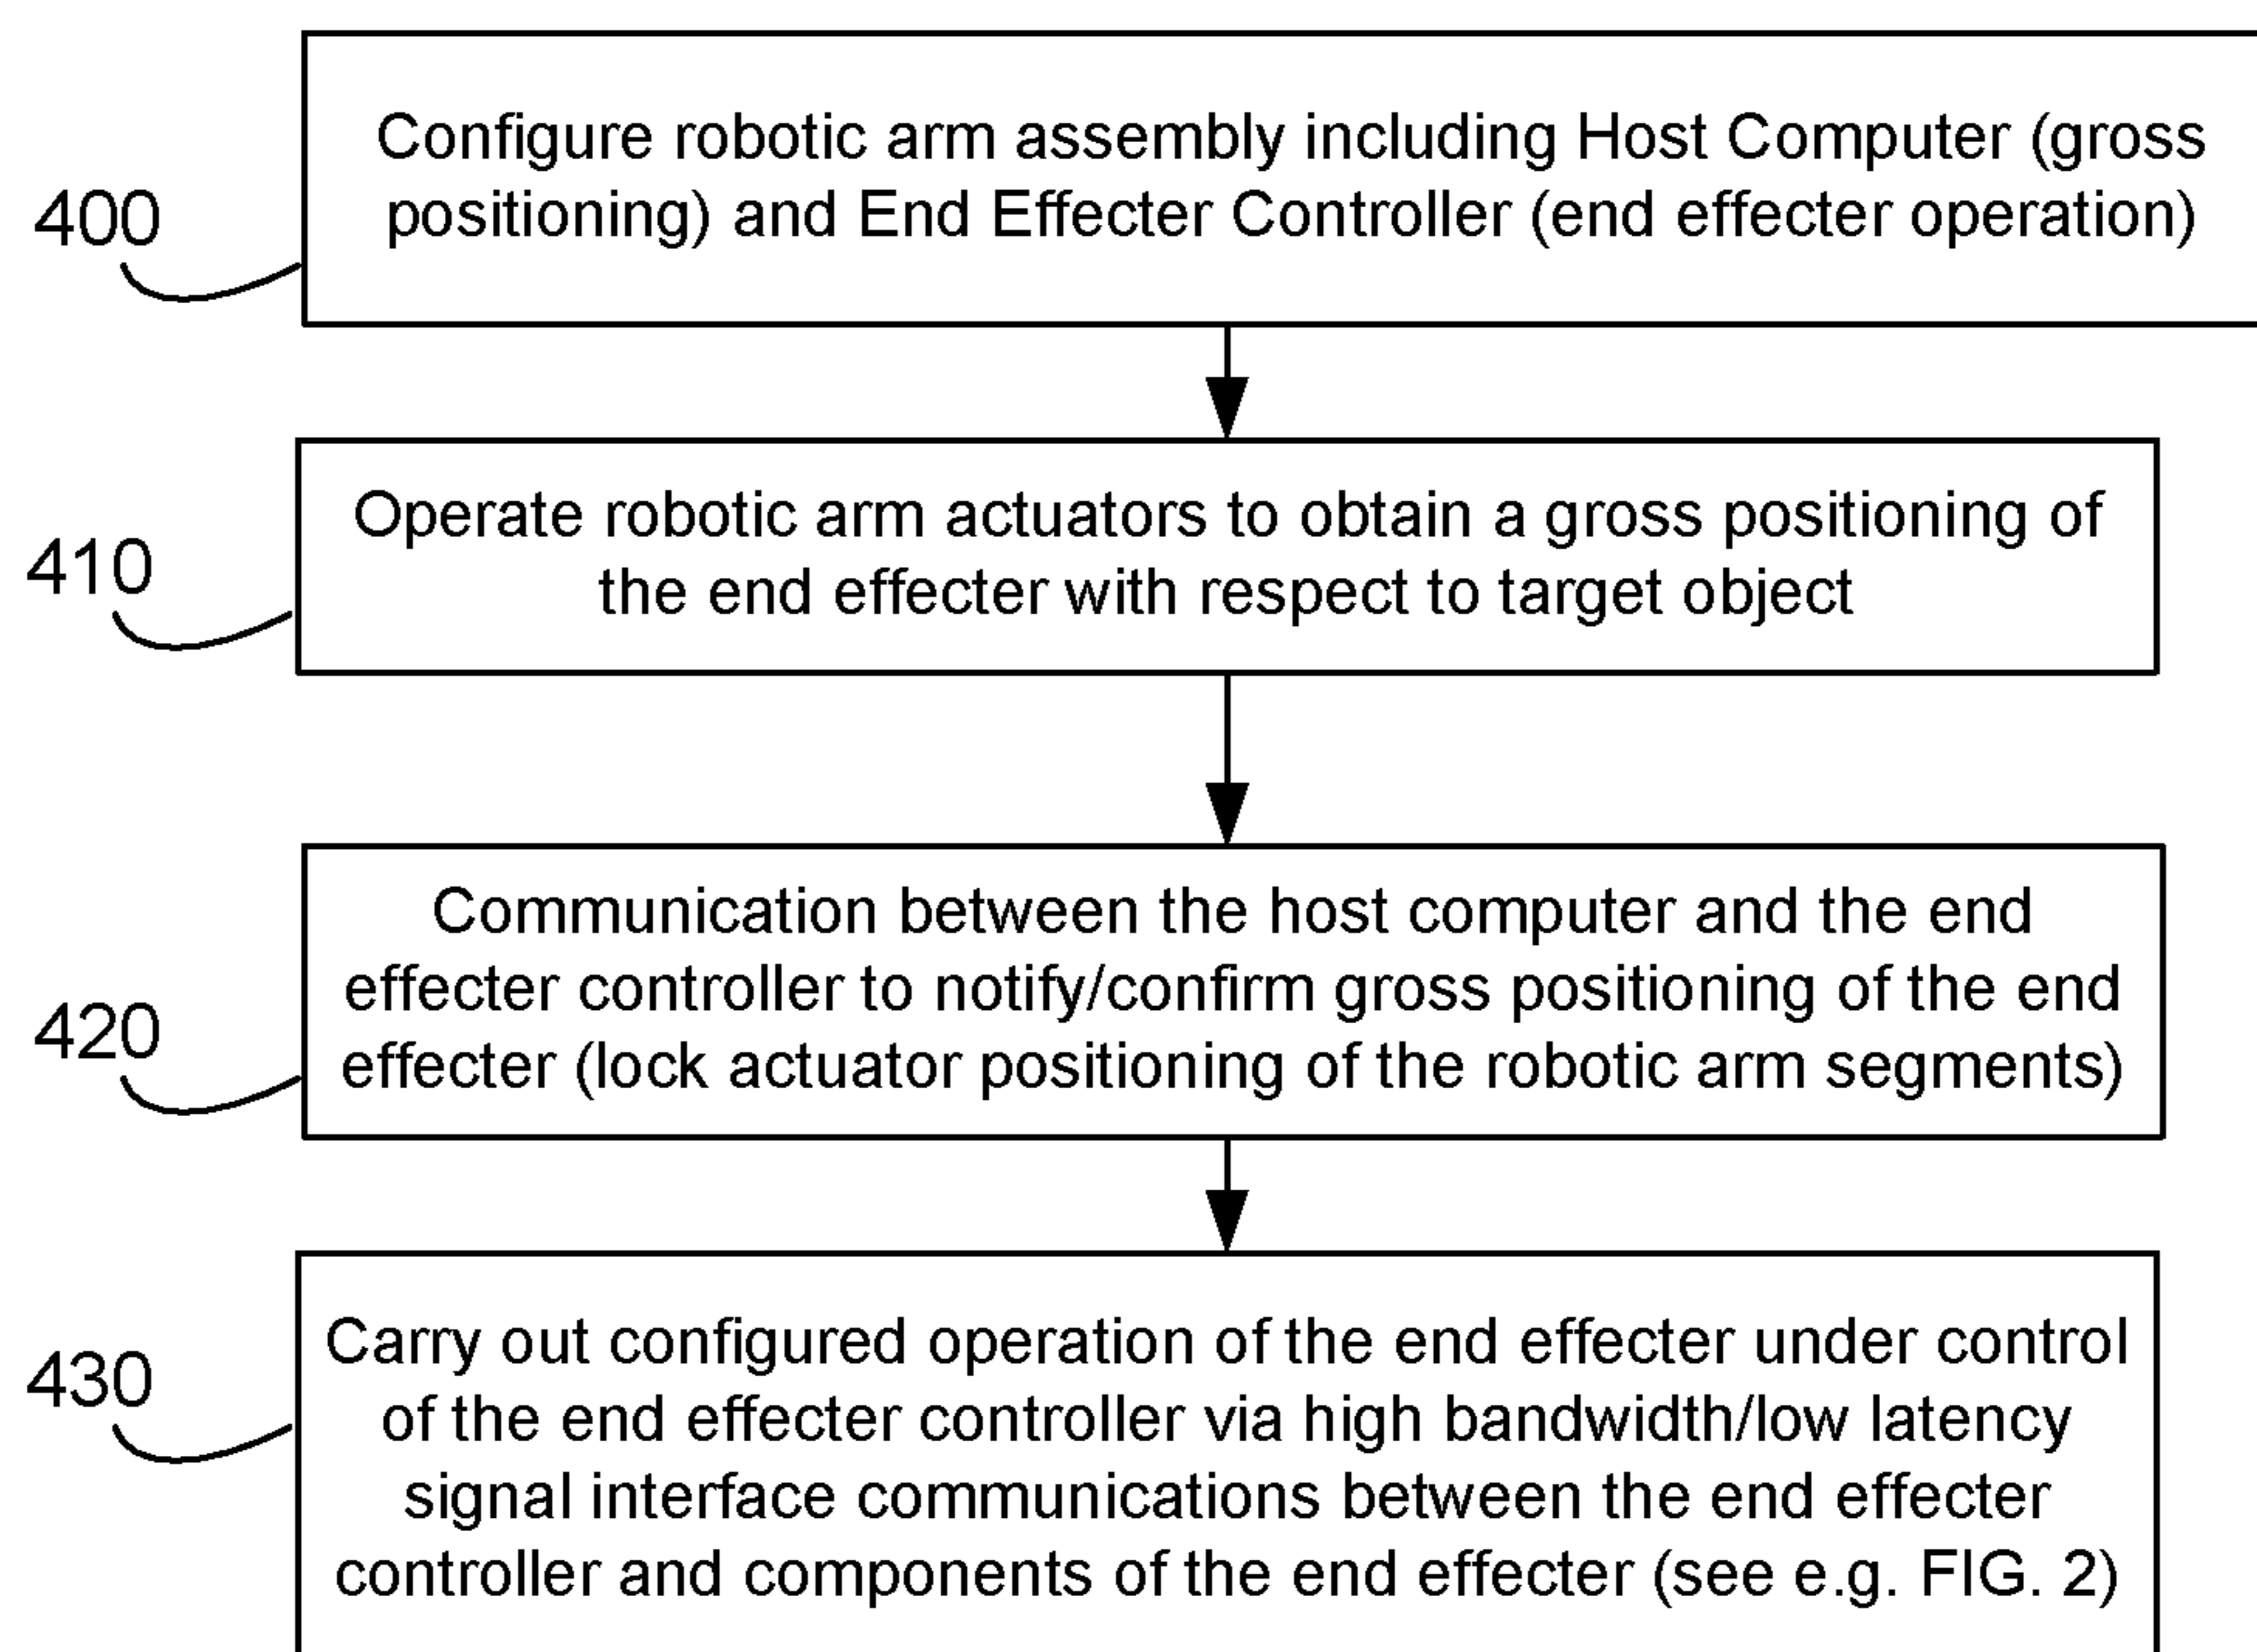 Configure robotic arm assembly including Host Computer (gross
positioning) and End Effecter Controller (end effecter operation)
400
Operate robotic arm actuators to obtain a gross positioning of
the end effecter with respect to target object
410
Communication between the host computer and the end
effecter controller to notify/confirm gross positioning of the end
effecter (lock actuator positioning of the robotic arm segments)
420
Carry out configured operation of the end effecter under control
of the end effecter controller via high bandwidth/low latency
signal interface communications between the end effecter
controller and components of the end effecter (see e.g. FIG. 2)
430